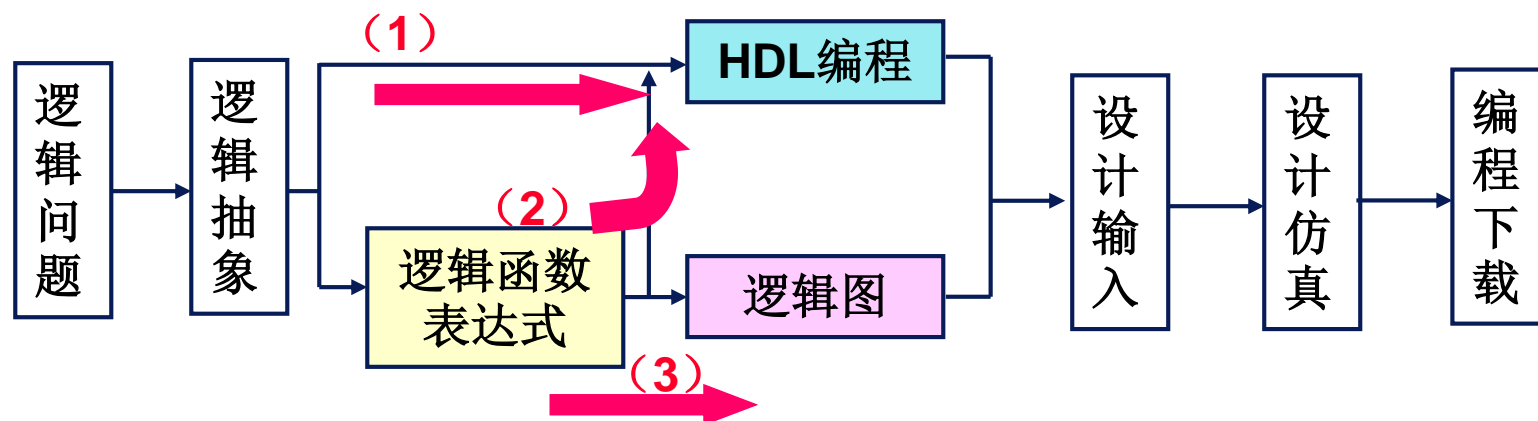 （1）
HDL编程
逻辑问题
逻辑抽象
（2）
逻辑函数
表达式
逻辑图
（3）
设计输入
设计仿真
编程下载